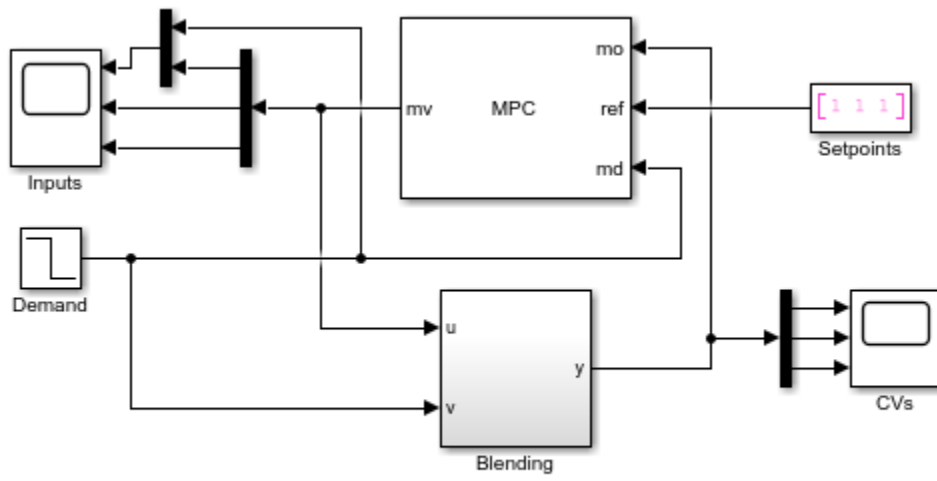 mo
mv
MPC
ref
[1 1 1]
md
Setpoints
Inputs
Demand
u
y
v
Blending
CVs